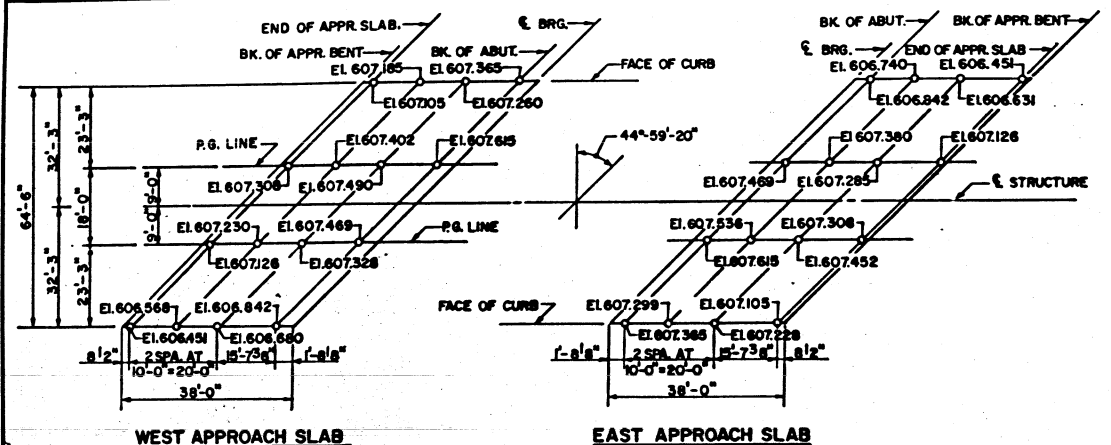 END OF APPR. SLAB.
BK. OF APPR. BENT
℄ BRG.
BK. OF ABUT.
El. 607.185
El. 607.365
FACE OF CURB
El.607.105
El.607.260
P.G. LINE
El.607.402
El.607.615
El.607.308
El.607.490
El.607.230
El.607.469
P.G. LINE
El.607.126
El.607.328
El.606.568
El.606.842
El.606.451
El.606.680
64'-6"
32'-3"
32'-3"
23'-3"
18'-0"
23'-3"
9'-0"
9'-0"
8 1/2"
2 SPA. AT
10'-0"=20'-0"
15'-7 3/8"
1'-8 1/8"
38'-0"
WEST APPROACH SLAB
44°-59'-20"
BK. OF ABUT.
BK. OF APPR. BENT
℄ BRG.
END OF APPR. SLAB
El. 606.740
El. 606.451
El.606.842
El.606.631
El.607.380
El.607.126
El.607.469
El.607.285
℄ STRUCTURE
El.607.536
El.607.308
El.607.615
El.607.452
FACE OF CURB
El.607.299
El.607.105
El.607.365
El.607.228
1'-8 1/8"
2 SPA. AT
10'-0"=20'-0"
15'-7 3/8"
8 1/2"
38'-0"
EAST APPROACH SLAB